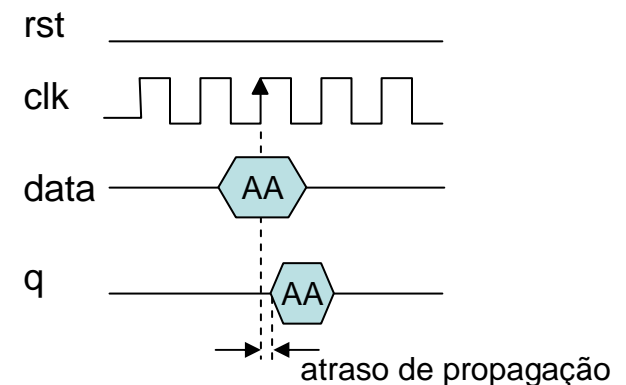 rst
clk
data AA
q AA
atraso de propagação